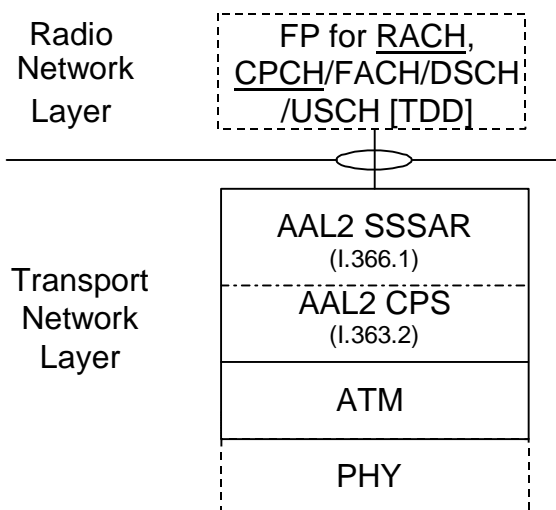 Radio
Network
Layer
FP for RACH,
CPCH/FACH/DSCH
/USCH [TDD]
AAL2 SSSAR
(I.366.1)
Transport
Network
Layer
AAL2 CPS
(I.363.2)
ATM
PHY